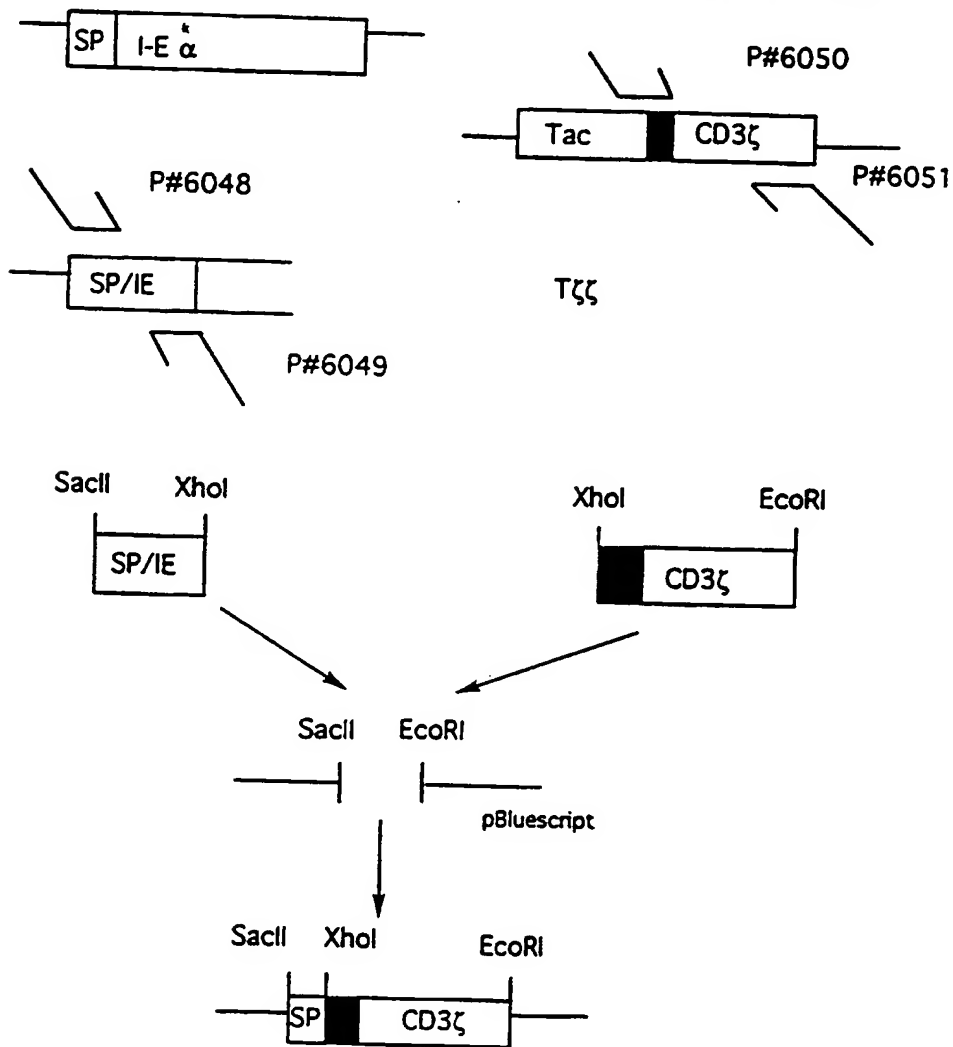 SP I-E αᵏ
P#6050
Tac CD3ζ
P#6051
P#6048
SP/IE
Tζζ
P#6049
SacII XhoI
XhoI EcoRI
SP/IE
CD3ζ
SacII EcoRI
pBluescript
SacII XhoI EcoRI
SP CD3ζ